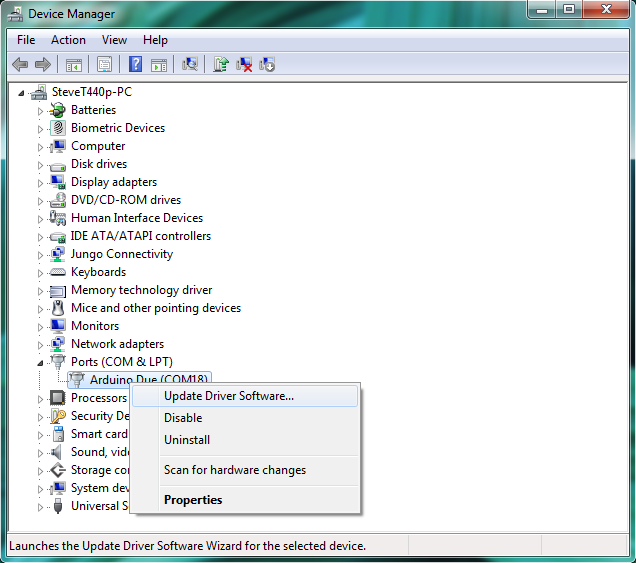 Device Manager
File Action View Help
SteveT440p-PC
Batteries
Biometric Devices
Computer
Disk drives
Display adapters
DVD/CD-ROM drives
Human Interface Devices
IDE ATA/ATAPI controllers
Jungo Connectivity
Keyboards
Memory technology driver
Mice and other pointing devices
Monitors
Network adapters
Ports (COM & LPT)
Arduino Due (COM18)
Update Driver Software...
Processors
Disable
Security De
Uninstall
Smart card
Sound, vide
Scan for hardware changes
Storage con
System dev
Properties
Universal S
Launches the Update Driver Software Wizard for the selected device.